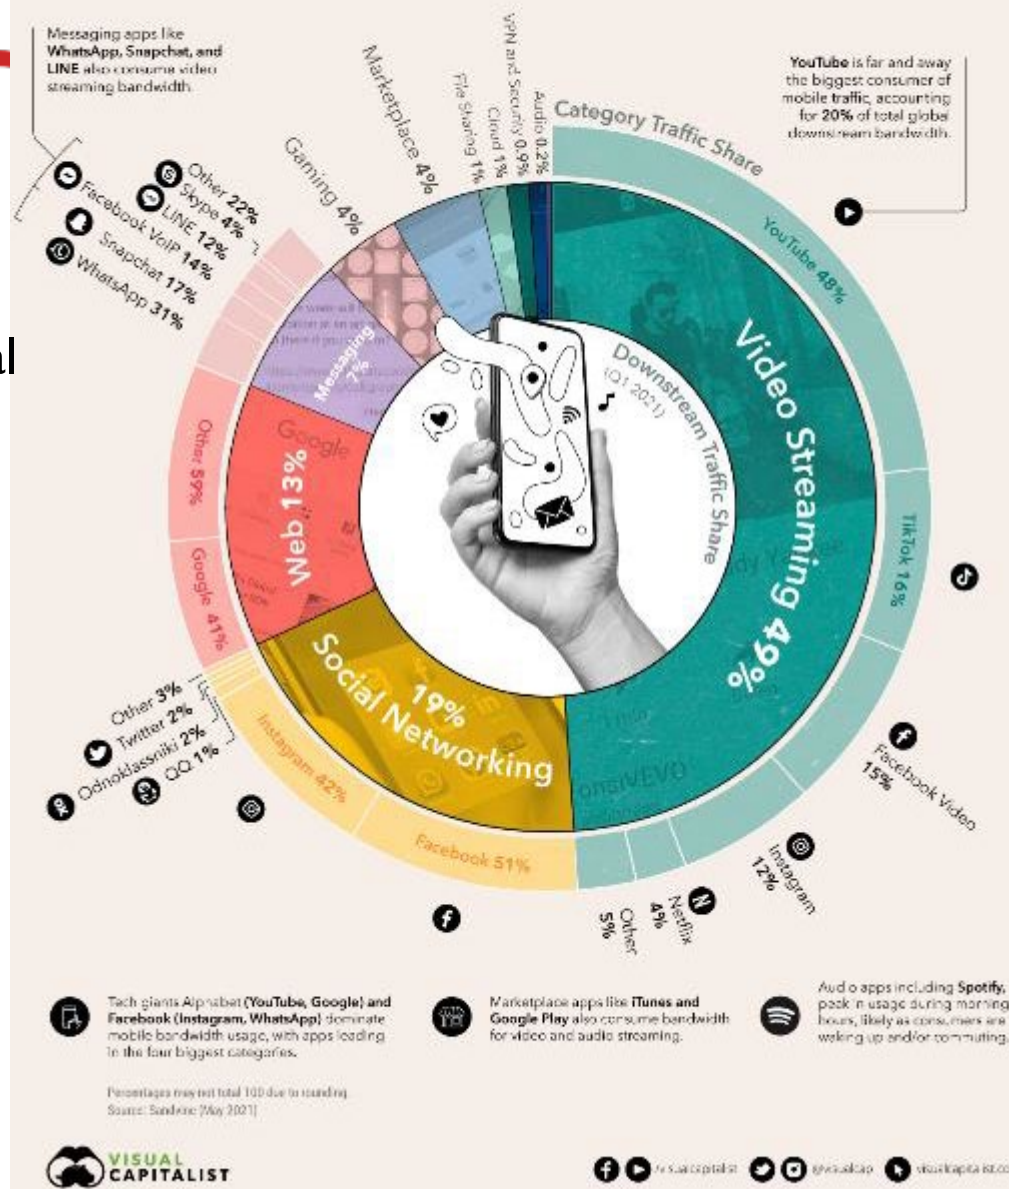 Messaging apps like
WhatsApp, Snapchat, and
LINE also consume video
streaming bandwidth.
YouTube is far and away
the biggest consumer of
mobile traffic, accounting
for 20% of total global
downstream bandwidth.
al
Category Traffic Share
Audio 0.2%
VPN and Security 0.9%
Cloud 1%
File Sharing 1%
Marketplace 4%
Gaming 4%
Other 22%
Skype 4%
LINE 12%
Facebook VoIP 14%
Snapchat 17%
WhatsApp 31%
YouTube 48%
Downstream Traffic Share
(Q1 2021)
Video Streaming 49%
Messaging
7%
Google
Web 13%
Other 59%
Google 41%
TikTok 16%
19%
Social Networking
Other 3%
Twitter 2%
Odnoklassniki 2%
QQ 1%
Instagram 42%
Facebook 51%
Facebook Video
15%
Instagram
12%
Netflix
4%
Other
5%
Tech giants Alphabet (YouTube, Google) and
Facebook (Instagram, WhatsApp) dominate
mobile bandwidth usage, with apps leading
in the four biggest categories.
Marketplace apps like iTunes and
Google Play also consume bandwidth
for video and audio streaming.
Audio apps including Spotify,
peak in usage during morning
hours, likely as consumers are
waking up and/or commuting.
Percentages may not total 100 due to rounding.
Source: Sandvine (May 2021)
VISUAL
CAPITALIST
/visualcapitalist
@visualcap
visualcapitalist.co